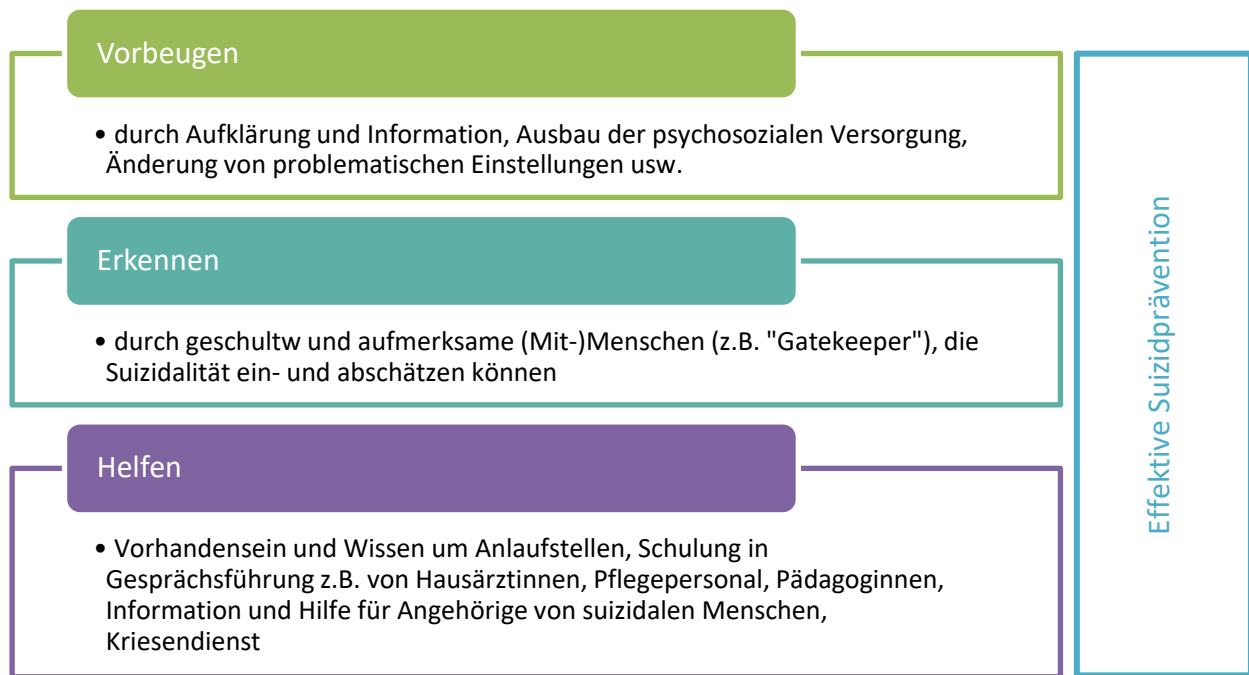 Vorbeugen
• durch Aufklärung und Information, Ausbau der psychosozialen Versorgung,
Änderung von problematischen Einstellungen usw.
Erkennen
• durch geschultw und aufmerksame (Mit-)Menschen (z.B. "Gatekeeper"), die
Suizidalität ein- und abschätzen können
Helfen
• Vorhandensein und Wissen um Anlaufstellen, Schulung in
Gesprächsführung z.B. von Hausärztinnen, Pflegepersonal, Pädagoginnen,
Information und Hilfe für Angehörige von suizidalen Menschen,
Kriesendienst
Effektive Suizidprävention